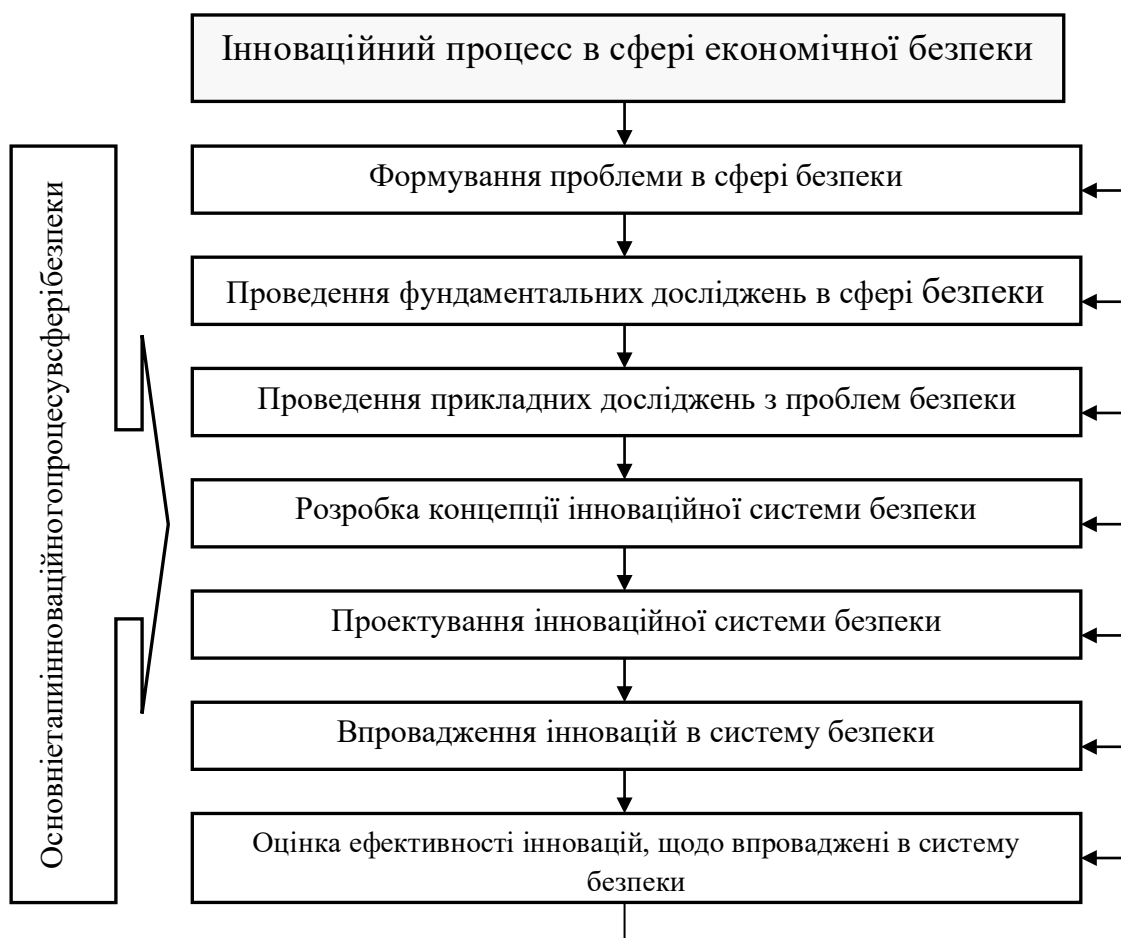 Інноваційний процесс в сфері економічної безпеки
Формування проблеми в сфері безпеки
Проведення фундаментальних досліджень в сфері безпеки
Проведення прикладних досліджень з проблем безпеки
Розробка концепції інноваційної системи безпеки
Проектування інноваційної системи безпеки
Впровадження інновацій в систему безпеки
Оцінка ефективності інновацій, щодо впроваджені в систему
безпеки
Основніетапиінноваційногопроцесувсферібезпеки